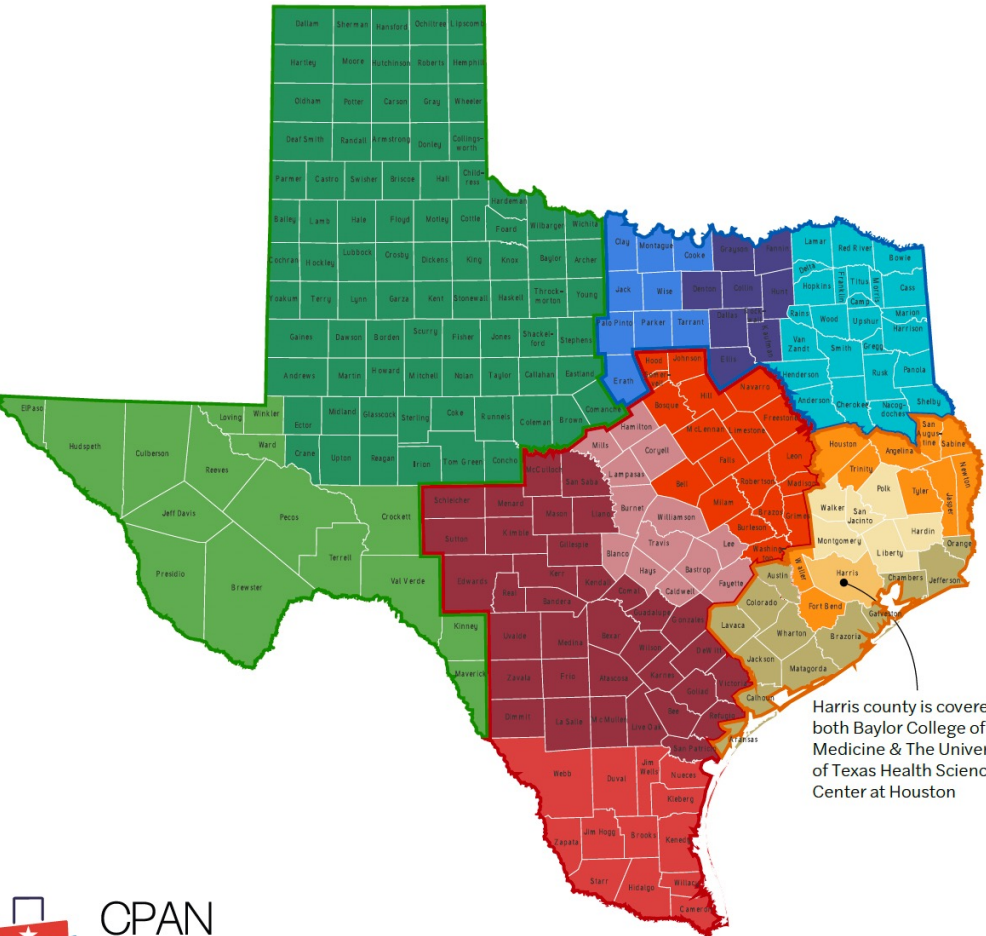 Dallam Sherman Hansford Ochiltree Lipscomb
Hartley Moore Hutchinson Roberts Hemphill
Oldham Potter Carson Gray Wheeler
Deaf Smith Randall Armstrong Donley Collings-
worth
Parmer Castro Swisher Briscoe Hall Child-
ress
Hardeman
Bailey Lamb Hale Floyd Motley Cottle
Foard Wilbarger Wichita
Cochran Hockley Lubbock Crosby Dickens King Knox Baylor Archer
Clay Montague Cooke Grayson Fannin
Lamar Red River Bowie
Yoakum Terry Lynn Garza Kent Stonewall Haskell Throck-
morton Young
Jack Wise Denton Collin Hunt
Delta Hopkins Franklin Titus Morris Cass
Camp
Gaines Dawson Borden Scurry Fisher Jones Shackel-
ford Stephens
Palo Pinto Parker Tarrant Dallas Kaufman
Rains Wood Upshur Marion
Harrison
Van
Zandt Smith Gregg
Andrews Martin Howard Mitchell Nolan Taylor Callahan Eastland
Erath Hood Johnson Ellis
Henderson Rusk Panola
El Paso Loving Winkler
Ector Midland Glasscock Sterling Coke Runnels Coleman Brown Comanche
Bosque Hill Navarro
Anderson Cherokee Nacog-
doches Shelby
Hudspeth Culberson Reeves Ward Crane Upton Reagan Irion Tom Green Concho
Hamilton McLennan Limestone Freestone
Mills Coryell Falls Leon
Houston Angelina San
Augus-
tine Sabine
McCulloch San Saba Lampasas Bell Robertson Madison
Trinity Polk Tyler Jasper Newton
Jeff Davis Pecos Crockett Schleicher Menard Mason Llano Burnet Williamson Milam Brazos Grimes
Walker San
Jacinto Hardin
Sutton Kimble Gillespie Travis Lee Burleson Washing-
ton
Montgomery Liberty Orange
Presidio Brewster Terrell Val Verde Edwards Real Kerr Kendall Blanco Hays Bastrop Fayette
Bandera Comal Caldwell
Austin Waller Harris Chambers Jefferson
Kinney Uvalde Medina Bexar Guadalupe Gonzales
Colorado Fort Bend Galveston
Lavaca Wharton Brazoria
Maverick Zavala Frio Atascosa Wilson Karnes DeWitt
Jackson Matagorda
Goliad Victoria Calhoun
Dimmit La Salle McMullen Live Oak Bee Refugio
San Patricio Aransas
Webb Duval Jim
Wells Nueces
Kleberg
Zapata Jim Hogg Brooks Kenedy
Starr Hidalgo Willacy
Cameron
Harris county is covere
both Baylor College of
Medicine & The Univer
of Texas Health Scienc
Center at Houston
CPAN